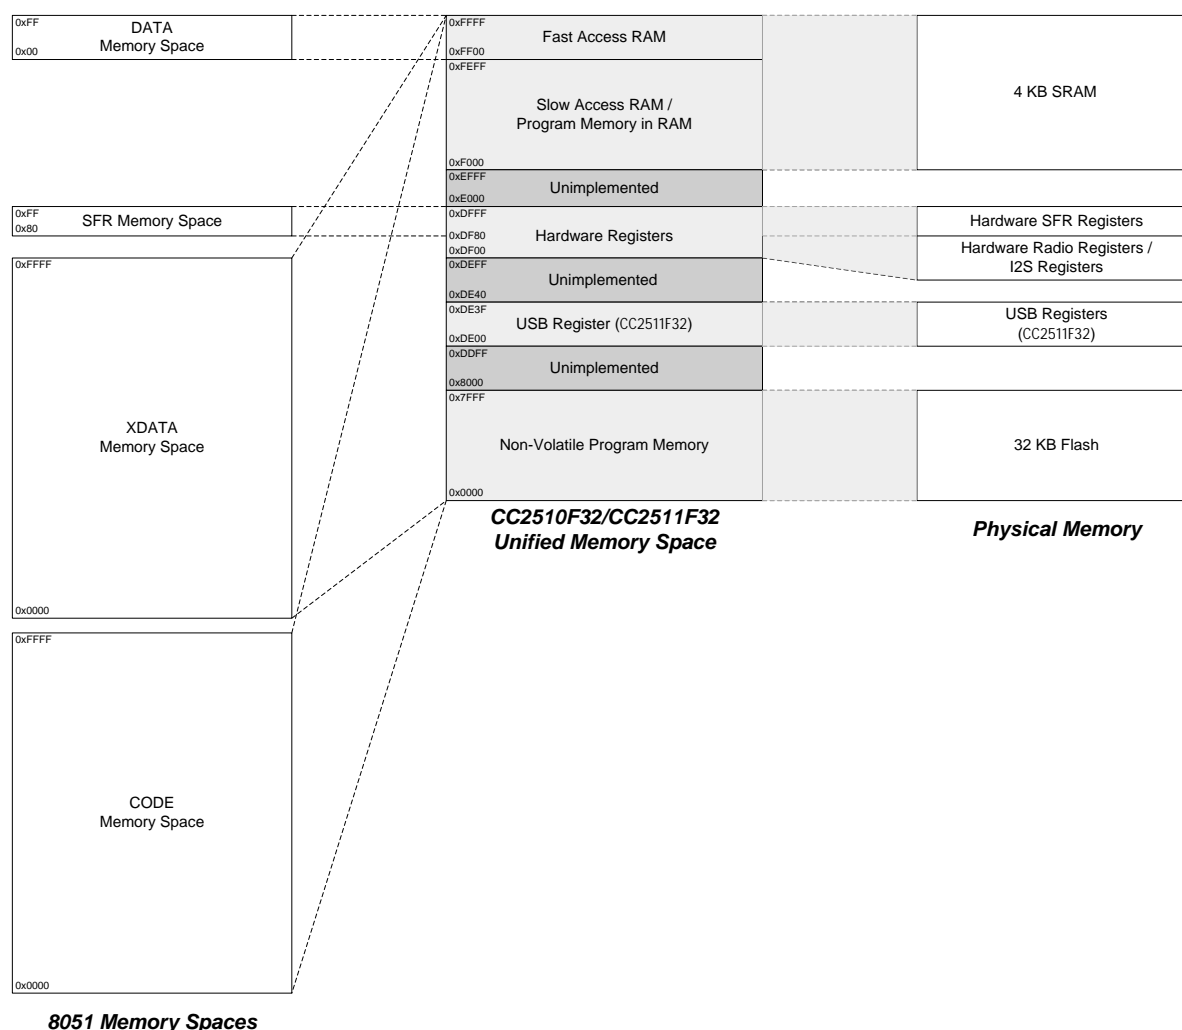 0xFF
DATA
Memory Space
0x00
0xFF
SFR Memory Space
0x80
0xFFFF
XDATA
Memory Space
0x0000
0xFFFF
CODE
Memory Space
0x0000
8051 Memory Spaces
0xFFFF
Fast Access RAM
0xFF00
0xFEFF
Slow Access RAM /
Program Memory in RAM
0xF000
0xEFFF
Unimplemented
0xE000
0xDFFF
0xDF80
Hardware Registers
0xDF00
0xDEFF
Unimplemented
0xDE40
0xDE3F
USB Register (CC2511F32)
0xDE00
0xDDFF
Unimplemented
0x8000
0x7FFF
Non-Volatile Program Memory
0x0000
CC2510F32/CC2511F32
Unified Memory Space
4 KB SRAM
Hardware SFR Registers
Hardware Radio Registers /
I2S Registers
USB Registers
(CC2511F32)
32 KB Flash
Physical Memory